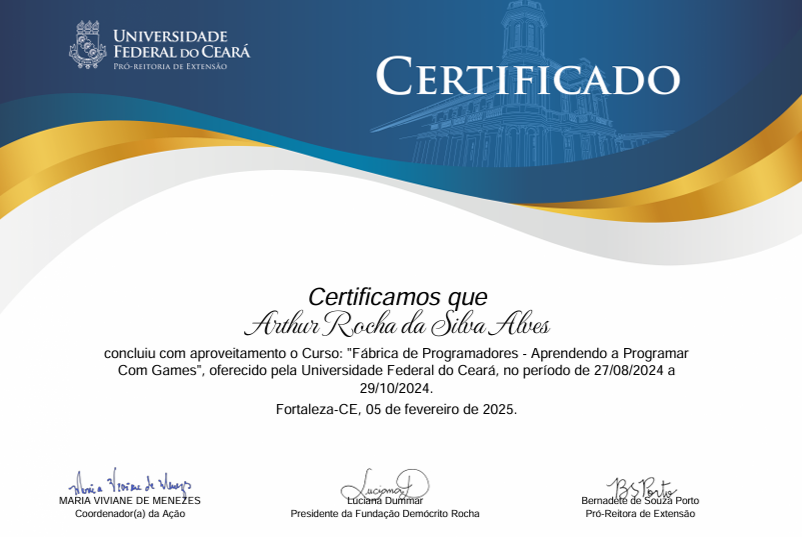 UNIVERSIDADE
FEDERAL DO CEARÁ
PRÓ-REITORIA DE EXTENSÃO
CERTIFICADO
Certificamos que
Arthur Rocha da Silva Alves
concluiu com aproveitamento o Curso: "Fábrica de Programadores - Aprendendo a Programar
Com Games", oferecido pela Universidade Federal do Ceará, no período de 27/08/2024 a
29/10/2024.
Fortaleza-CE, 05 de fevereiro de 2025.
Maria Viviane de Menezes
MARIA VIVIANE DE MENEZES
Coordenador(a) da Ação
Luciana D
Luciana Dummar
Presidente da Fundação Demócrito Rocha
BSPorto
Bernadete de Souza Porto
Pró-Reitora de Extensão